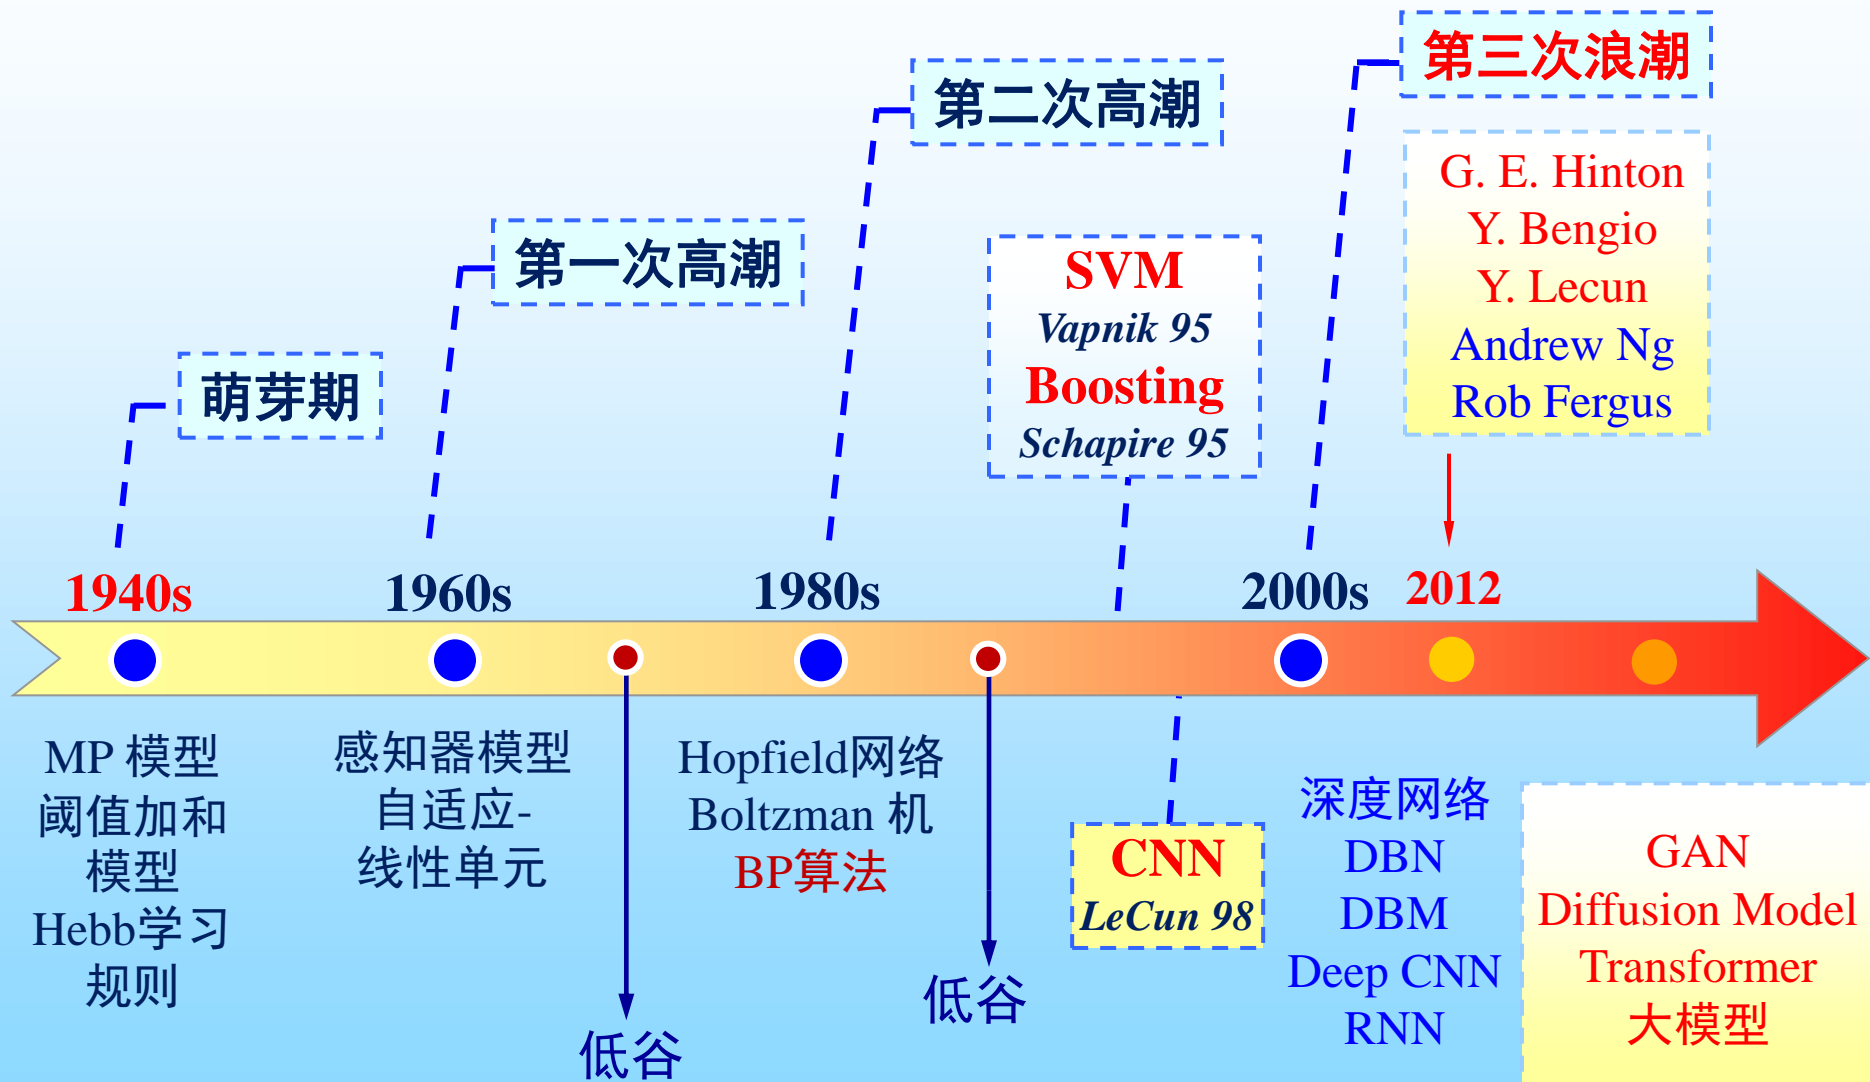 第三次浪潮
第二次高潮
第一次高潮
萌芽期
G. E. Hinton
Y. Bengio
Y. Lecun
Andrew Ng
Rob Fergus
SVM
Vapnik 95
Boosting
Schapire 95
1940s
1960s
1980s
2000s
2012
MP 模型
阈值加和
模型
Hebb学习
规则
感知器模型
自适应-
线性单元
低谷
Hopfield网络
Boltzman 机
BP算法
低谷
CNN
LeCun 98
深度网络
DBN
DBM
Deep CNN
RNN
GAN
Diffusion Model
Transformer
大模型